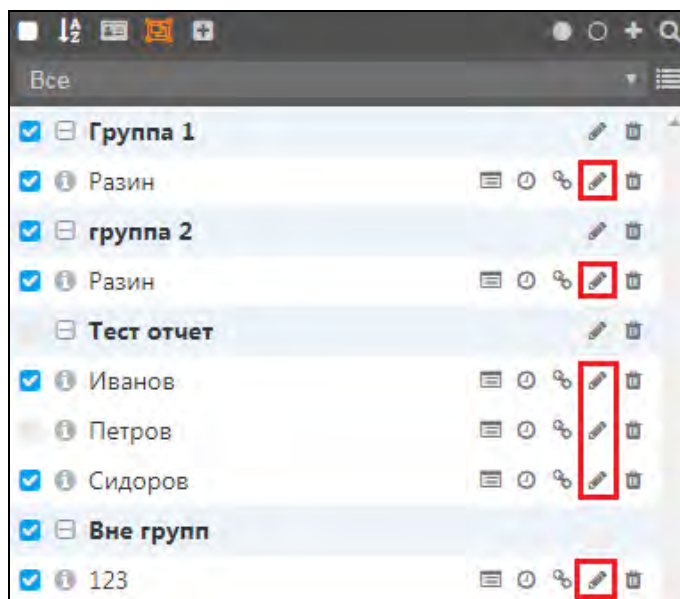 Все
Группа 1
Разин
группа 2
Разин
Тест отчет
Иванов
Петров
Сидоров
Вне групп
123